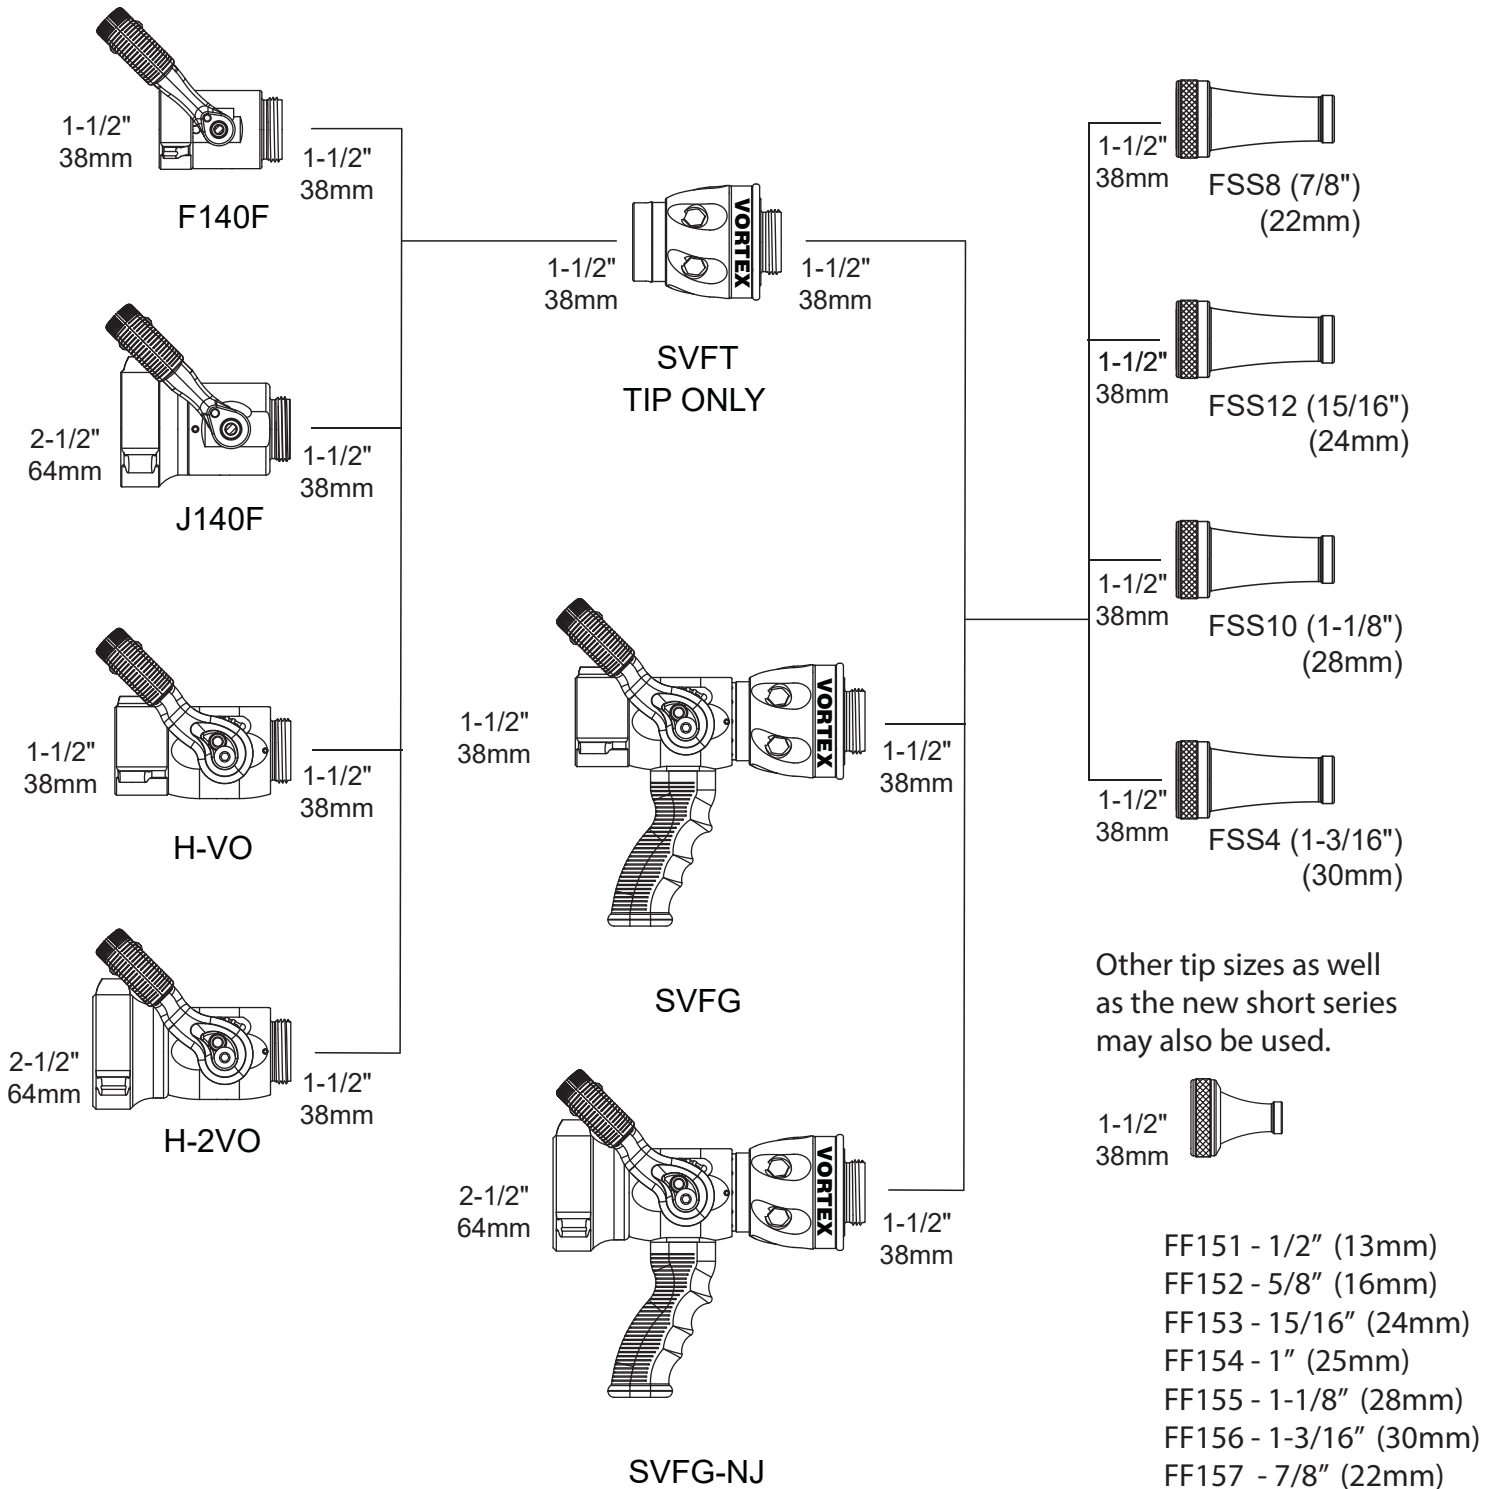 1-1/2"
38mm
1-1/2"
38mm
F140F
2-1/2"
64mm
1-1/2"
38mm
J140F
1-1/2"
38mm
1-1/2"
38mm
H-VO
2-1/2"
64mm
1-1/2"
38mm
H-2VO
1-1/2"
38mm
VORTEX
1-1/2"
38mm
SVFT
TIP ONLY
1-1/2"
38mm
VORTEX
1-1/2"
38mm
SVFG
2-1/2"
64mm
VORTEX
1-1/2"
38mm
SVFG-NJ
1-1/2"
38mm
FSS8 (7/8")
(22mm)
1-1/2"
38mm
FSS12 (15/16")
(24mm)
1-1/2"
38mm
FSS10 (1-1/8")
(28mm)
1-1/2"
38mm
FSS4 (1-3/16")
(30mm)
Other tip sizes as well
as the new short series
may also be used.
1-1/2"
38mm
FF151 - 1/2” (13mm)
FF152 - 5/8” (16mm)
FF153 - 15/16” (24mm)
FF154 - 1” (25mm)
FF155 - 1-1/8” (28mm)
FF156 - 1-3/16” (30mm)
FF157 - 7/8” (22mm)